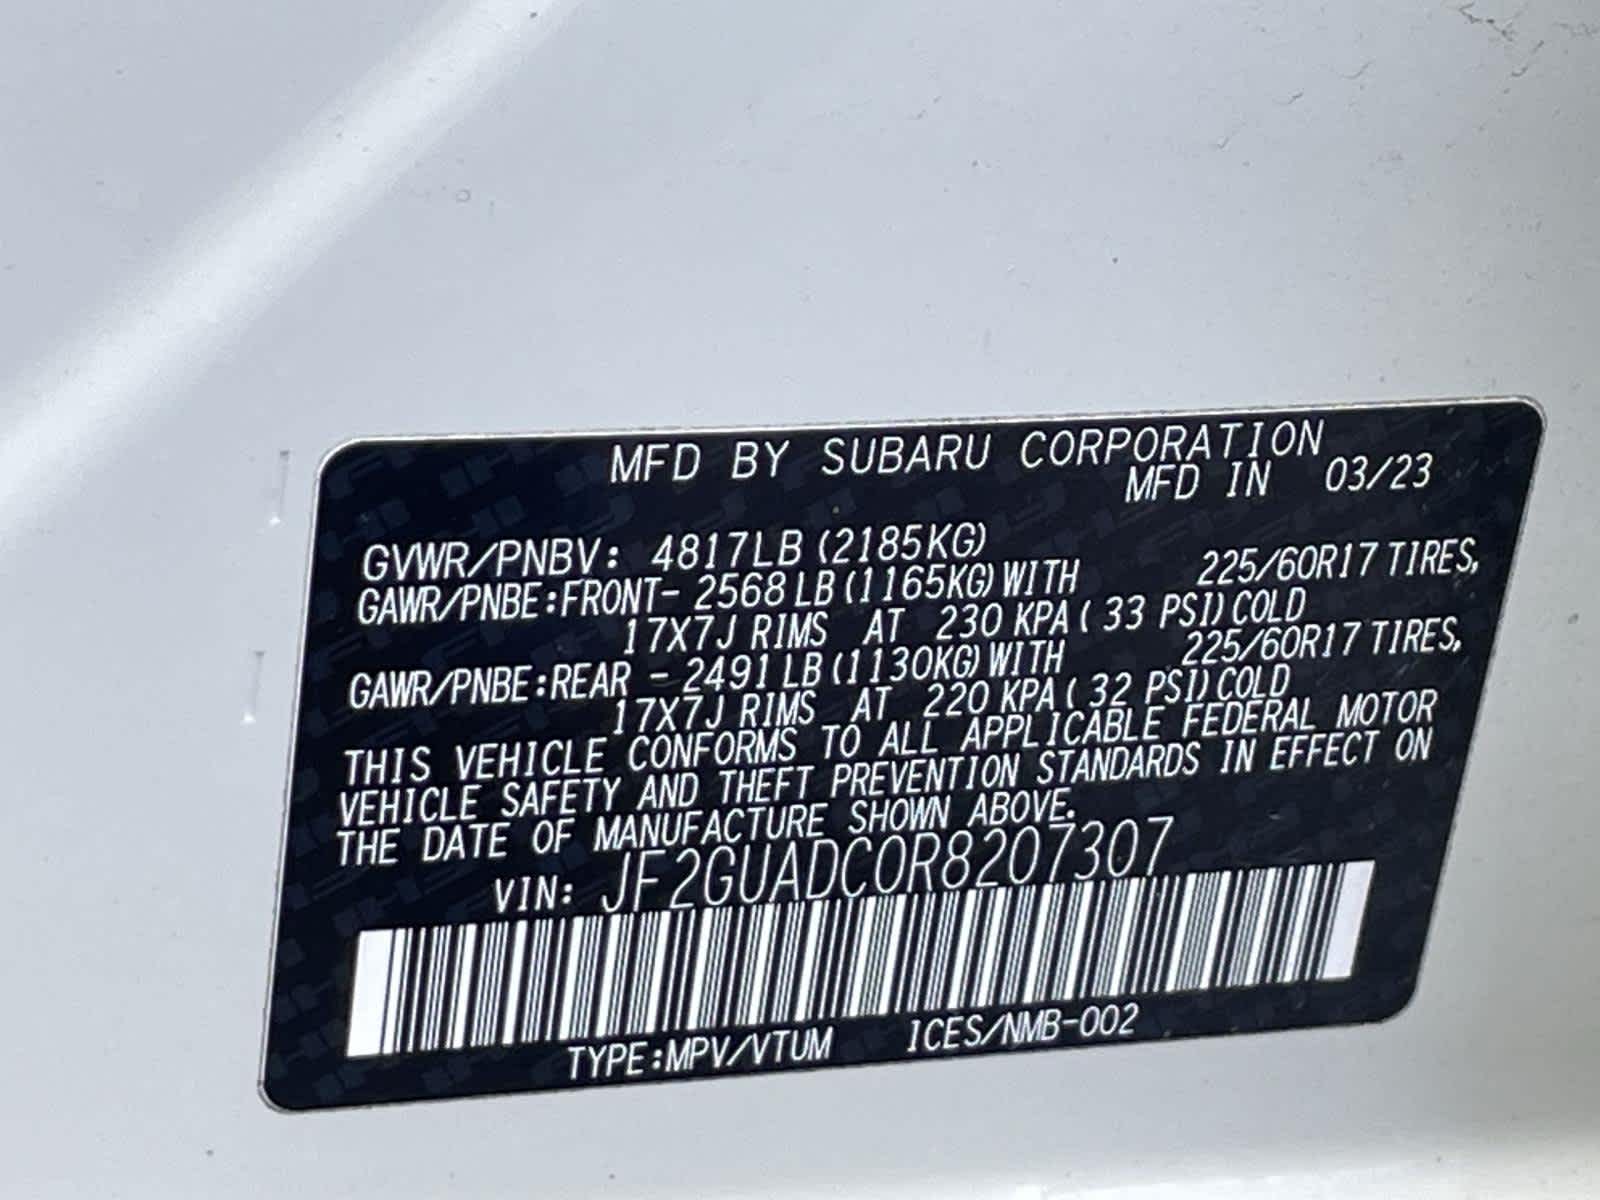 MFD BY SUBARU CORPORATION
MFD IN 03/23
GVWR/PNBV: 4817LB (2185KG)
GAWR/PNBE:FRONT- 2568 LB (1165KG) WITH 225/60R17 TIRES,
17X7J RIMS AT 230 KPA ( 33 PSI) COLD
GAWR/PNBE:REAR - 2491 LB (1130KG) WITH 225/60R17 TIRES,
17X7J RIMS AT 220 KPA ( 32 PSI) COLD
THIS VEHICLE CONFORMS TO ALL APPLICABLE FEDERAL MOTOR
VEHICLE SAFETY AND THEFT PREVENTION STANDARDS IN EFFECT ON
THE DATE OF MANUFACTURE SHOWN ABOVE.
VIN: JF2GUADC0R8207307
TYPE:MPV/VTUM ICES/NMB-002